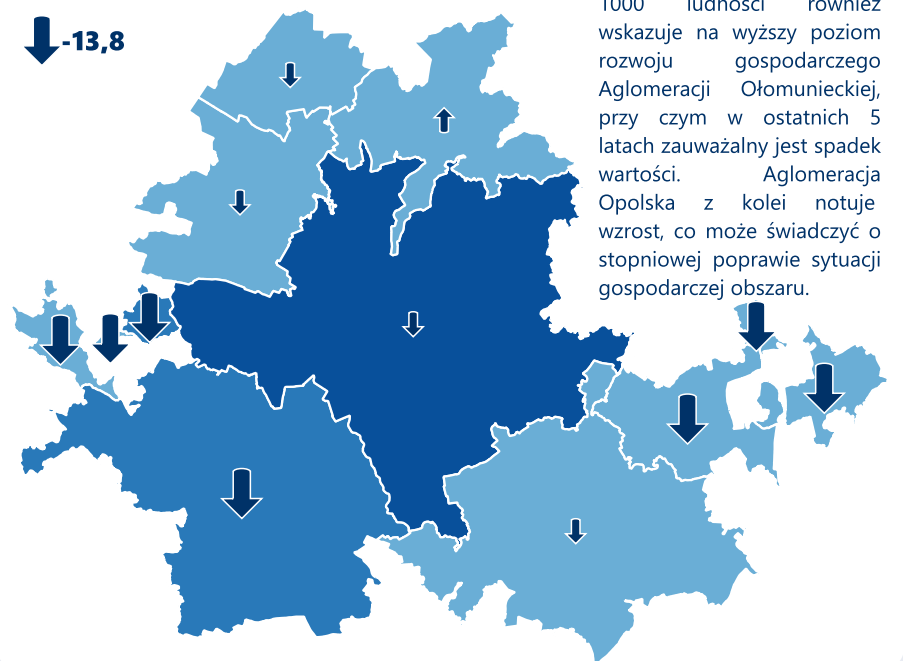 -13,8
1000 ludności również
wskazuje na wyższy poziom
rozwoju gospodarczego
Aglomeracji Ołomunieckiej,
przy czym w ostatnich 5
latach zauważalny jest spadek
wartości. Aglomeracja
Opolska z kolei notuje
wzrost, co może świadczyć o
stopniowej poprawie sytuacji
gospodarczej obszaru.